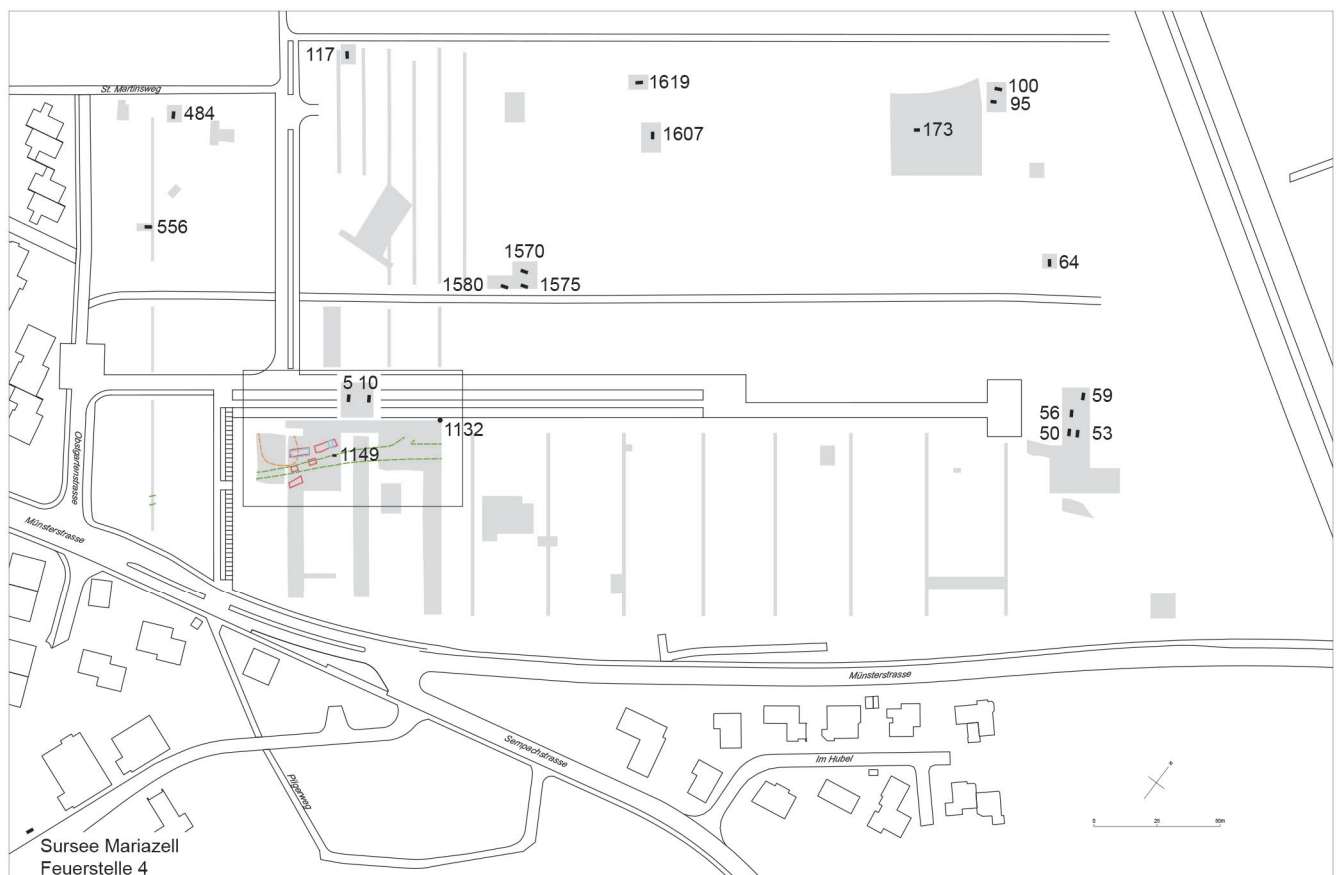 117
1619
100
95
St. Martinsweg
484
1607
173
556
1570
64
1580
1575
5 10
59
56
50
53
1132
1149
Obstgartenstrasse
Münsterstrasse
Münsterstrasse
Sempachstrasse
Im Hubel
Pilgerweg
N
0
25
50m
Sursee Mariazell
Feuerstelle 4